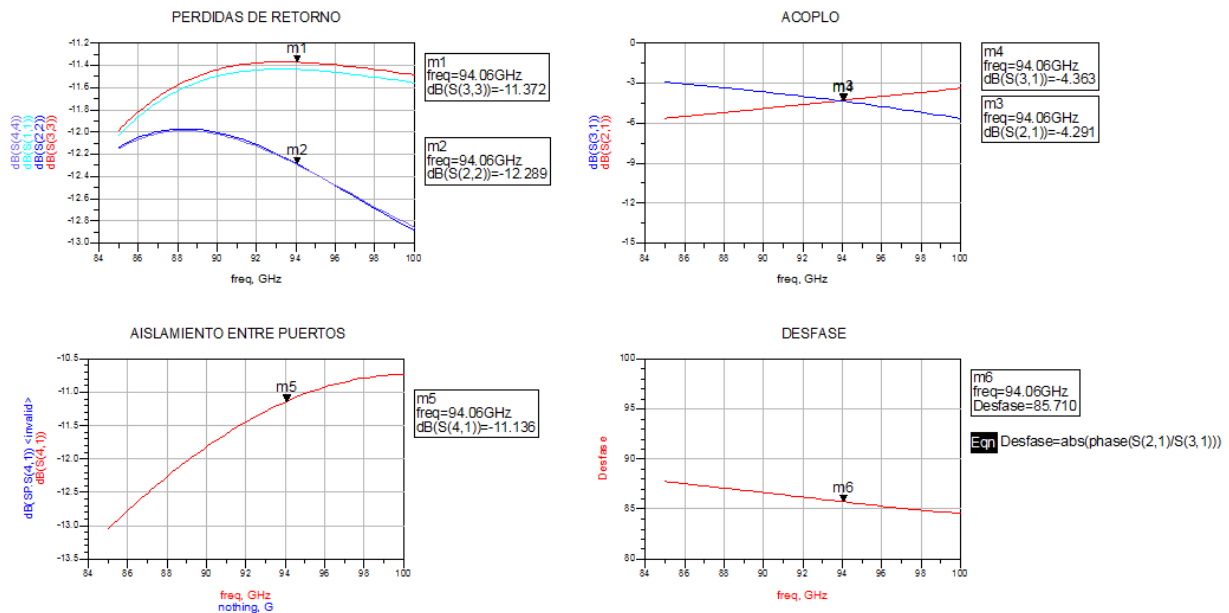 PERDIDAS DE RETORNO
-11.2
-11.4
-11.6
-11.8
-12.0
-12.2
-12.4
-12.6
-12.8
-13.0
84 86 88 90 92 94 96 98 100
freq, GHz
dB(S(4,4))
dB(S(1,1))
dB(S(2,2))
dB(S(3,3))
m1
m2
m1
freq=94.06GHz
dB(S(3,3))=-11.372
m2
freq=94.06GHz
dB(S(2,2))=-12.289
ACOPLO
0
-3
-6
-9
-12
-15
84 86 88 90 92 94 96 98 100
freq, GHz
dB(S(3,1))
dB(S(2,1))
m4
freq=94.06GHz
dB(S(3,1))=-4.363
m3
freq=94.06GHz
dB(S(2,1))=-4.291
AISLAMIENTO ENTRE PUERTOS
-10.5
-11.0
-11.5
-12.0
-12.5
-13.0
-13.5
84 86 88 90 92 94 96 98 100
freq, GHz
nothing, G
dB(SP.S(4,1)) <invalid>
dB(S(4,1))
m5
m5
freq=94.06GHz
dB(S(4,1))=-11.136
DESFASE
100
95
90
85
80
84 86 88 90 92 94 96 98 100
freq, GHz
Desfase
m6
m6
freq=94.06GHz
Desfase=85.710
Eqn Desfase=abs(phase(S(2,1)/S(3,1)))